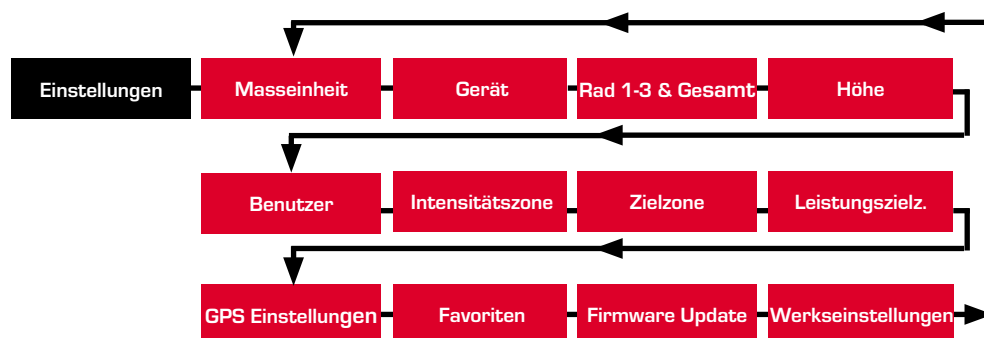 Einstellungen
Masseinheit
Gerät
Rad 1-3 & Gesamt
Höhe
Benutzer
Intensitätszone
Zielzone
Leistungszielz.
GPS Einstellungen
Favoriten
Firmware Update
Werkseinstellungen